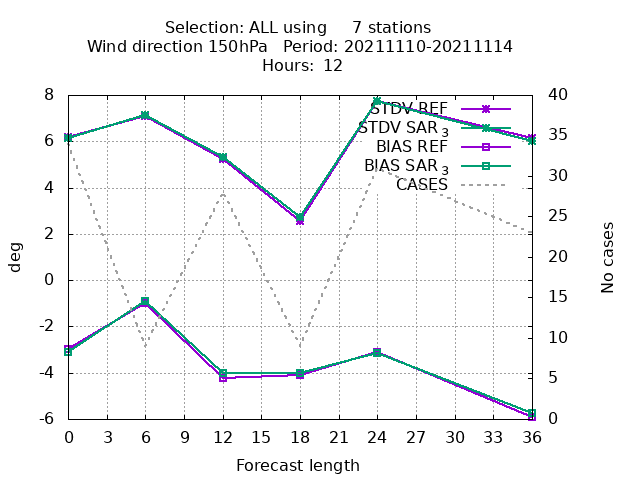 Selection: ALL using     7 stations
Wind direction 150hPa   Period: 20211110-20211114
Hours:  12
8
6
4
2
0
-2
-4
-6
deg
40
35
30
25
20
15
10
5
0
No cases
STDV REF
STDV SAR 3
BIAS REF
BIAS SAR 3
CASES
0 3 6 9 12 15 18 21 24 27 30 33 36
Forecast length